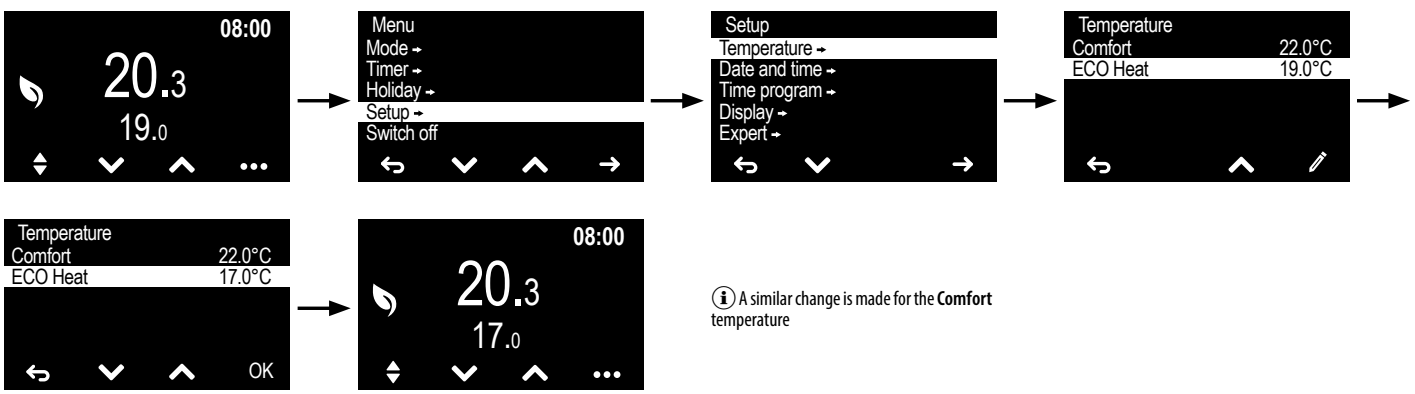 08:00
20.3
19.0
Menu
Mode →
Timer →
Holiday →
Setup →
Switch off
Setup
Temperature →
Date and time →
Time program →
Display →
Expert →
Temperature
Comfort 22.0°C
ECO Heat 19.0°C
Temperature
Comfort 22.0°C
ECO Heat 17.0°C
OK
08:00
20.3
17.0
i A similar change is made for the Comfort
temperature